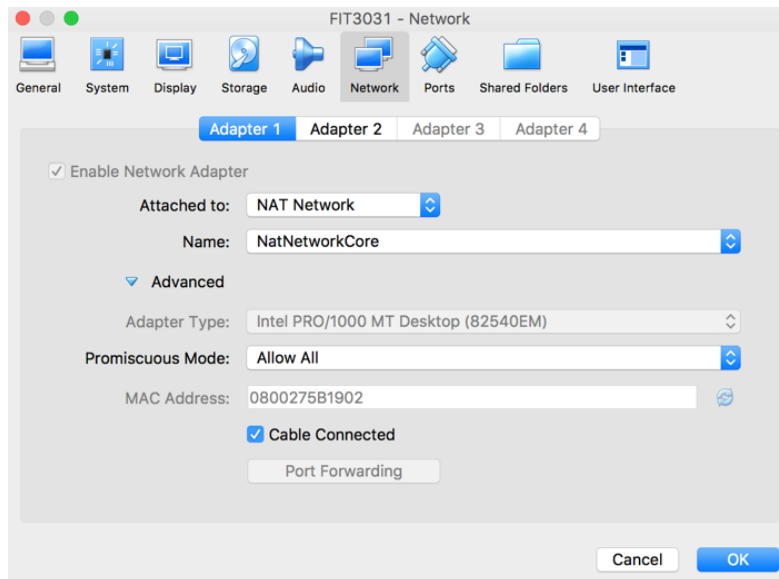 FIT3031 - Network
General System Display Storage Audio Network Ports Shared Folders User Interface
Adapter 1 Adapter 2 Adapter 3 Adapter 4
Enable Network Adapter
Attached to: NAT Network
Name: NatNetworkCore
Advanced
Adapter Type: Intel PRO/1000 MT Desktop (82540EM)
Promiscuous Mode: Allow All
MAC Address: 0800275B1902
Cable Connected
Port Forwarding
Cancel OK